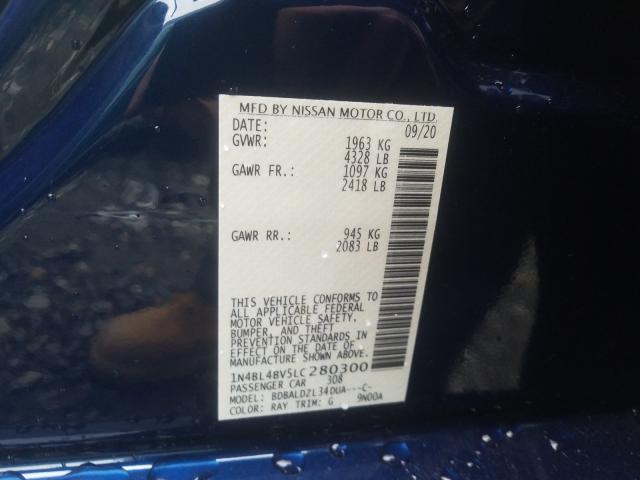 MFD BY NISSAN MOTOR CO., LTD.
DATE: 09/20
GVWR: 1963 KG
4328 LB
GAWR FR.: 1097 KG
2418 LB
GAWR RR.: 945 KG
2083 LB
THIS VEHICLE CONFORMS TO
ALL APPLICABLE FEDERAL
MOTOR VEHICLE SAFETY,
BUMPER, AND THEFT
PREVENTION STANDARDS IN
EFFECT ON THE DATE OF
MANUFACTURE SHOWN ABOVE.
1N4BL4BV5LC280300
PASSENGER CAR 308
MODEL: BDBALDZL34DUA---C-
COLOR: RAY TRIM: G 9N00A